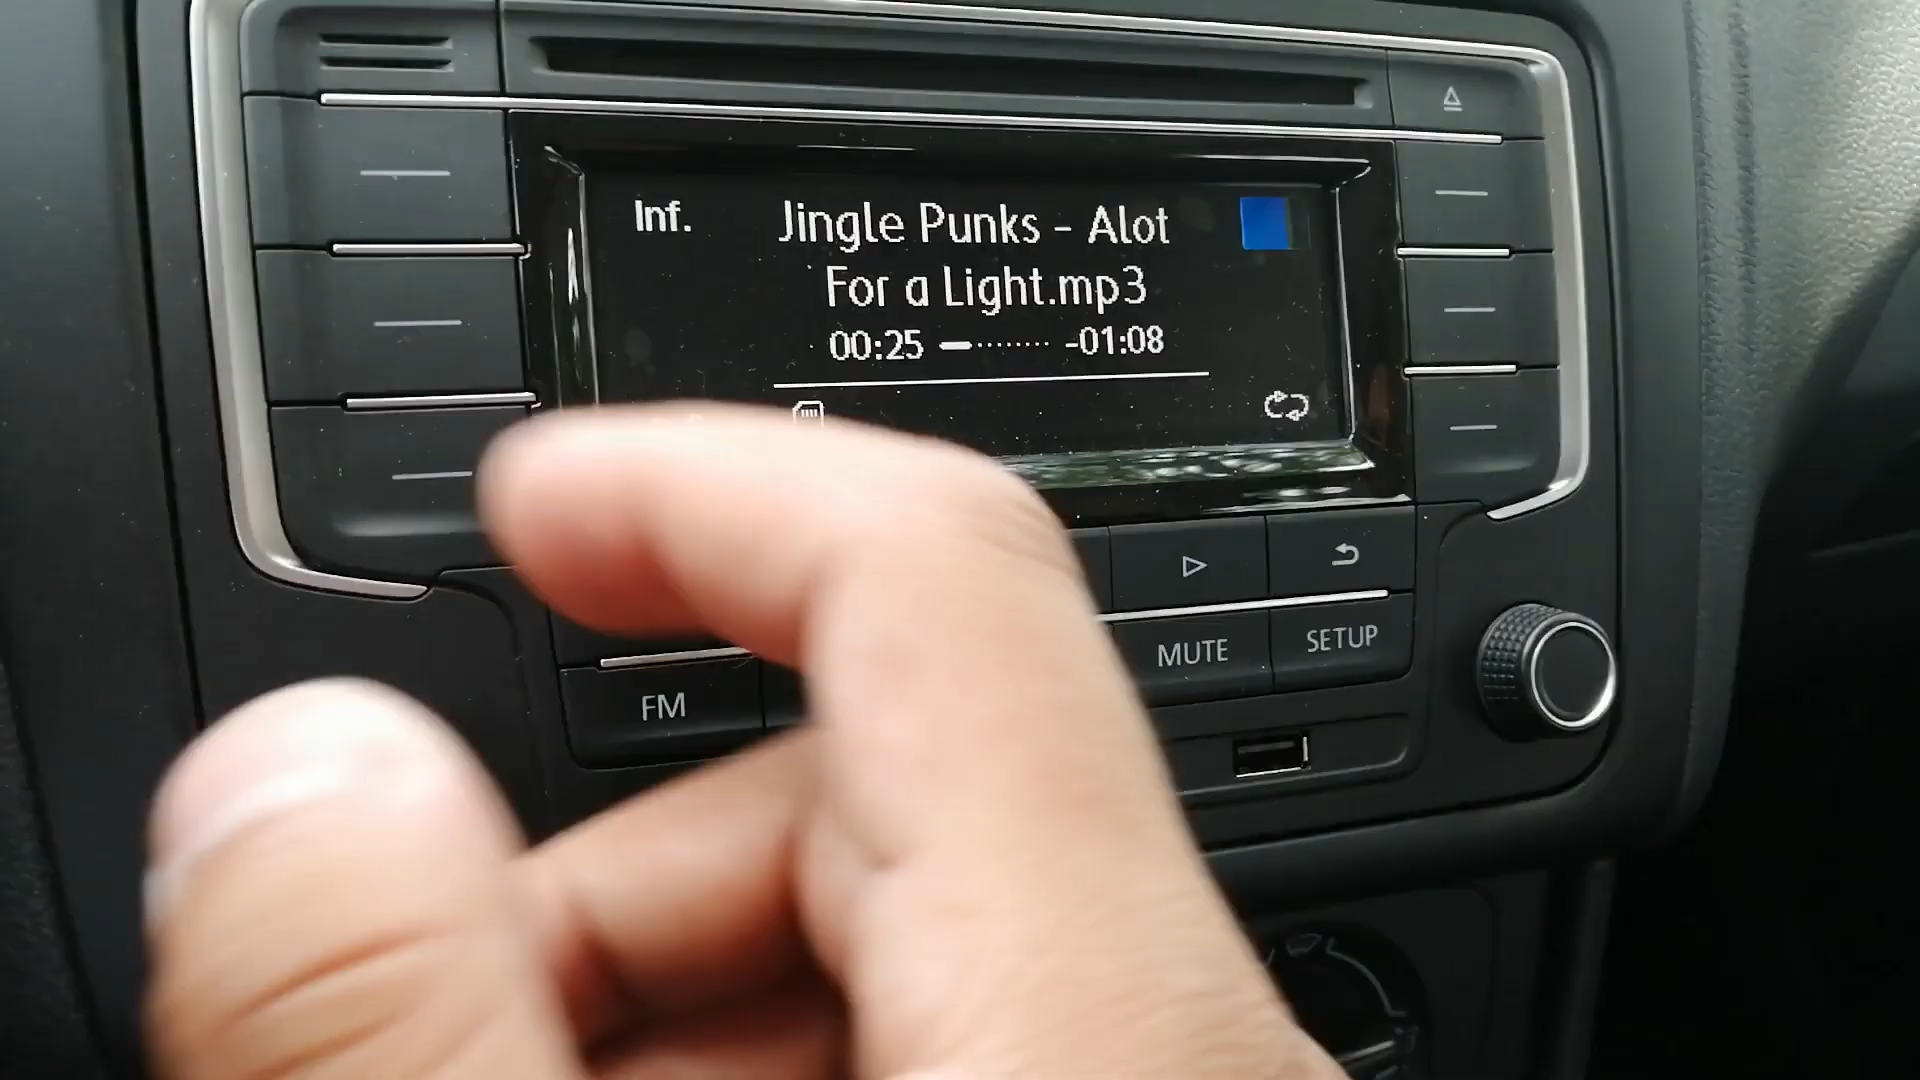 Inf.
Jingle Punks - Alot
For a Light.mp3
00:25 -01:08
MUTE
SETUP
FM